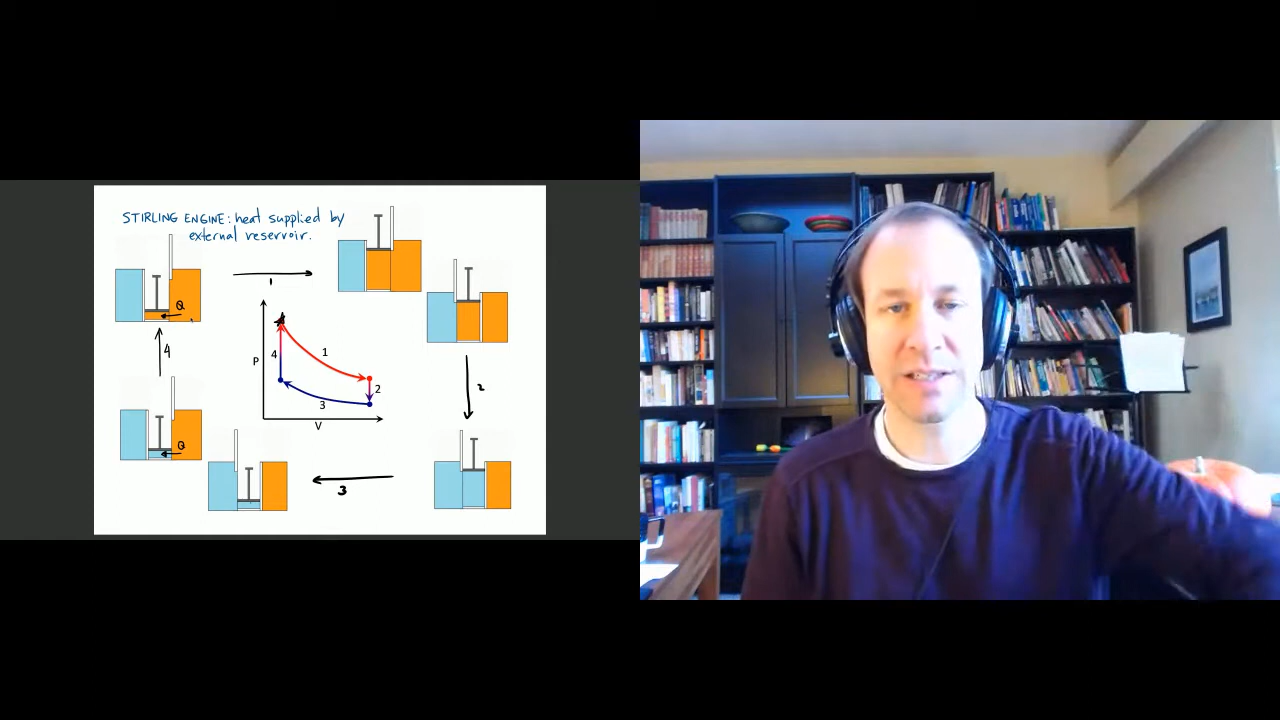 STIRLING ENGINE: heat supplied by
external reservoir.
1
Q
4
P
4
1
2
3
V
2
Q
3